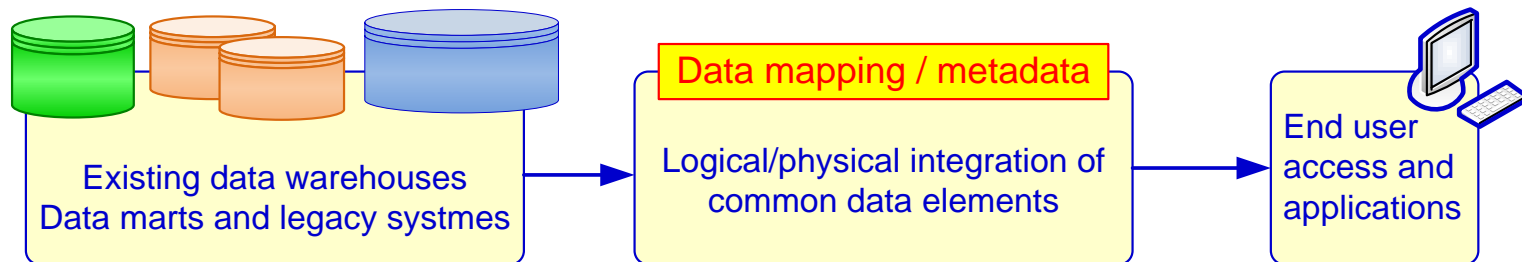 Existing data warehouses
Data marts and legacy systmes
Data mapping / metadata
Logical/physical integration of
common data elements
End user
access and
applications